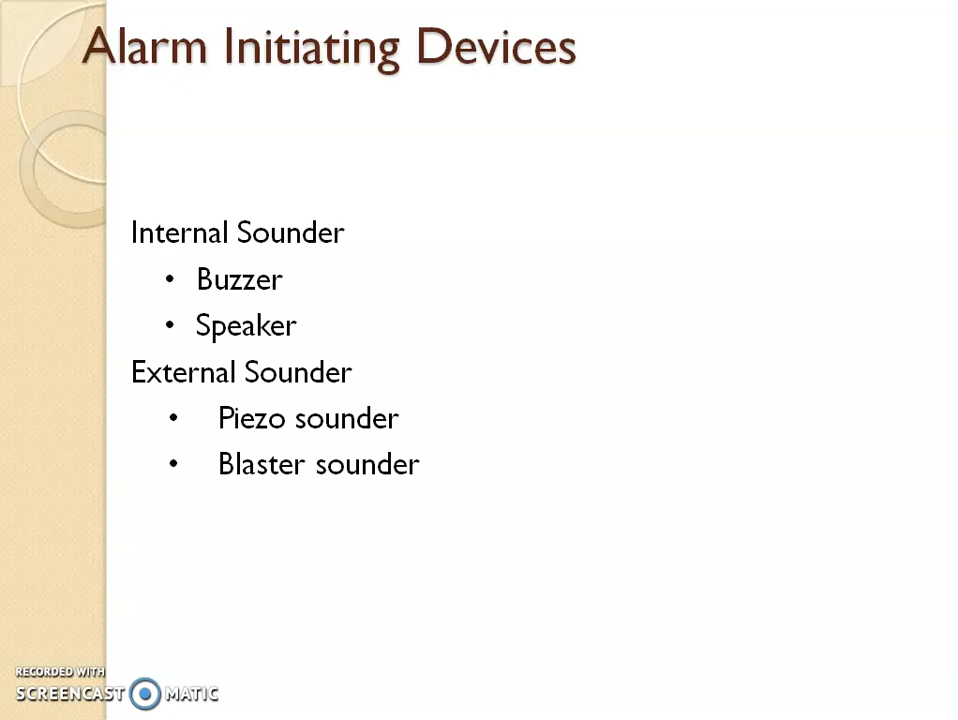 Alarm Initiating Devices
Internal Sounder
• Buzzer
• Speaker
External Sounder
• Piezo sounder
• Blaster sounder
RECORDED WITH
SCREENCAST MATIC